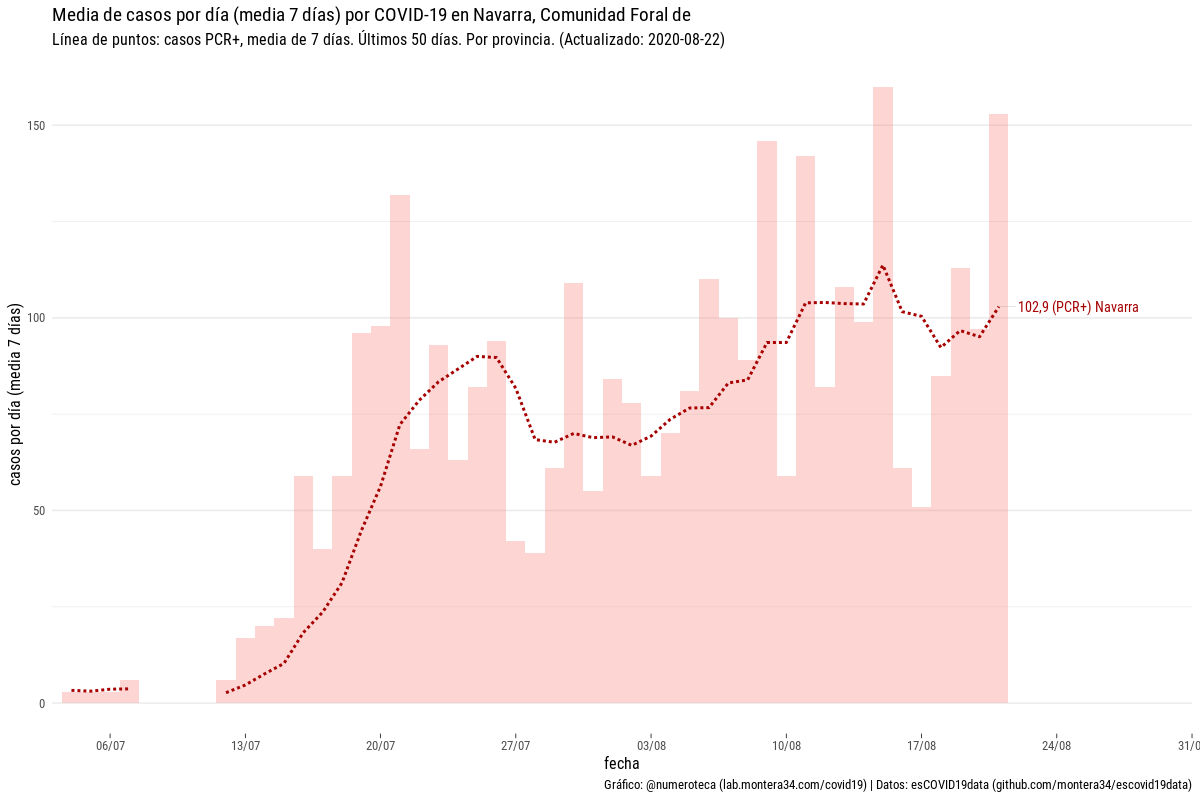 Media de casos por día (media 7 días) por COVID-19 en Navarra, Comunidad Foral de
Línea de puntos: casos PCR+, media de 7 días. Últimos 50 días. Por provincia. (Actualizado: 2020-08-22)
casos por día (media 7 días)
150
100
50
0
102,9 (PCR+) Navarra
06/07
13/07
20/07
27/07
03/08
10/08
17/08
24/08
31/0
fecha
Gráfico: @numeroteca (lab.montera34.com/covid19) | Datos: esCOVID19data (github.com/montera34/escovid19data)